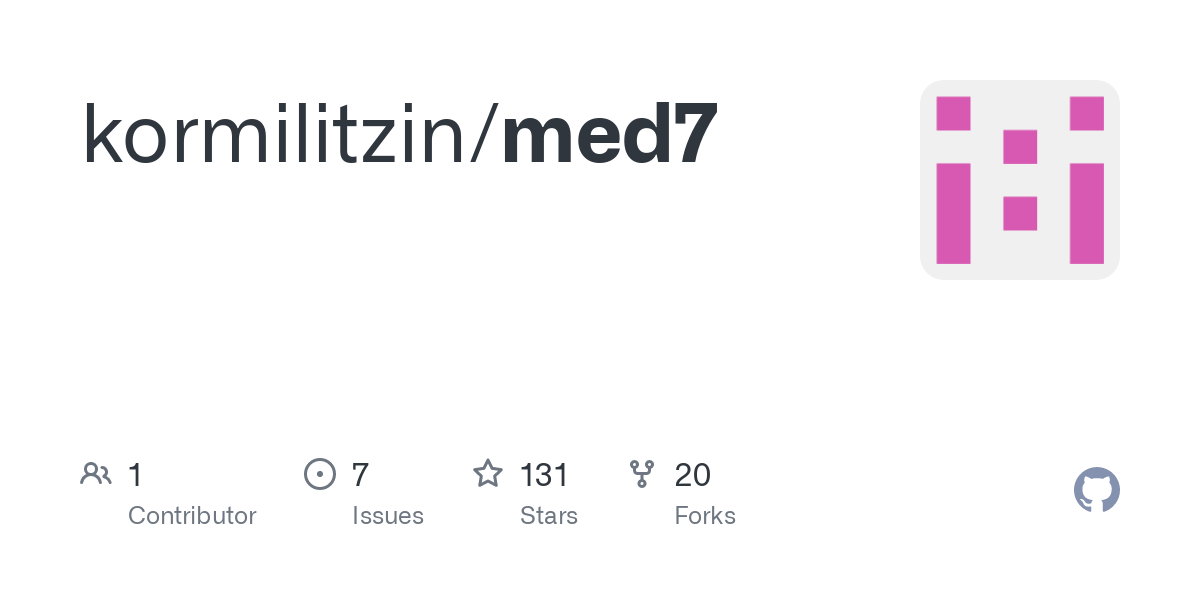 kormilitzin/med7
1 7 131 20
Contributor Issues Stars Forks